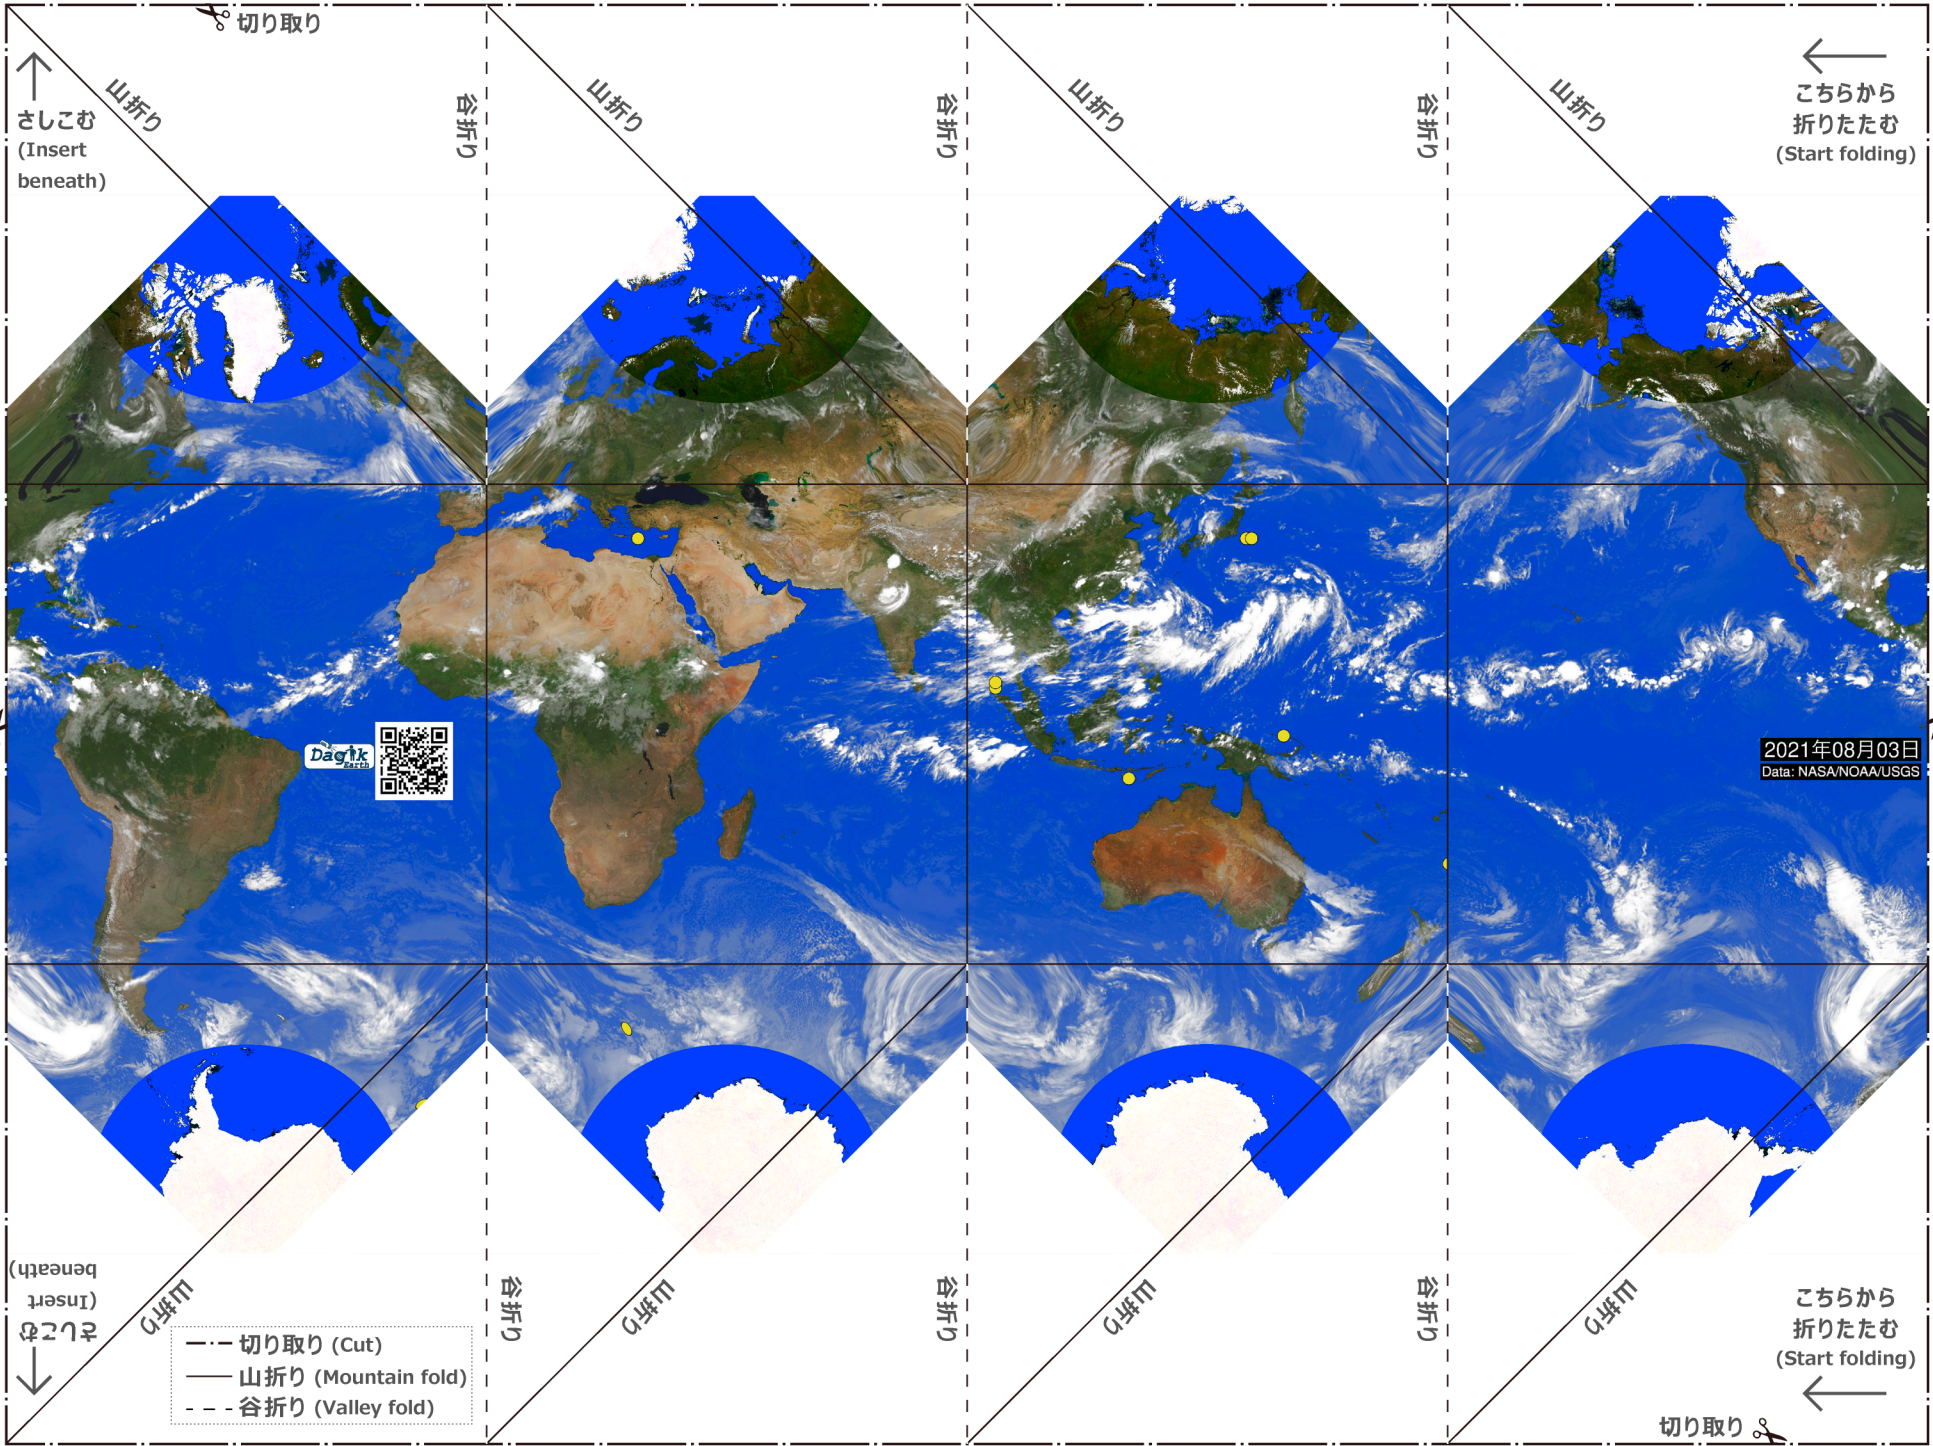 切り取り
さしこむ
(Insert
beneath)
山折り
谷折り
山折り
谷折り
山折り
谷折り
山折り
こちらから
折りたたむ
(Start folding)
Dagik
Earth
2021年08月03日
Data: NASA/NOAA/USGS
さしこむ
(Insert
beneath)
山折り
谷折り
山折り
谷折り
山折り
谷折り
山折り
こちらから
折りたたむ
(Start folding)
切り取り (Cut)
山折り (Mountain fold)
谷折り (Valley fold)
切り取り